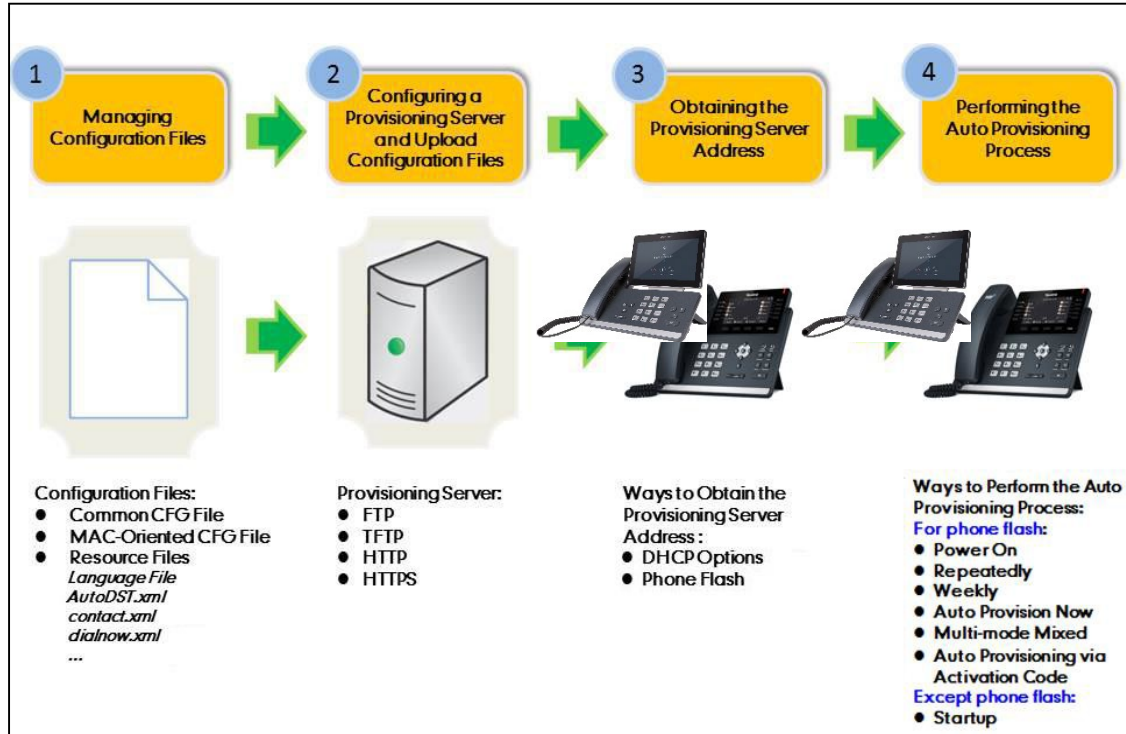 1
Managing
Configuration Files
2
Configuring a
Provisioning Server
and Upload
Configuration Files
3
Obtaining the
Provisioning Server
Address
4
Performing the
Auto Provisioning
Process
Configuration Files:
● Common CFG File
● MAC-Oriented CFG File
● Resource Files
Language File
AutoDST.xml
contact.xml
dialnow.xml
...
Provisioning Server:
● FTP
● TFTP
● HTTP
● HTTPS
Ways to Obtain the
Provisioning Server
Address :
● DHCP Options
● Phone Flash
Ways to Perform the Auto
Provisioning Process:
For phone flash:
● Power On
● Repeatedly
● Weekly
● Auto Provision Now
● Multi-mode Mixed
● Auto Provisioning via
Activation Code
Except phone flash:
● Startup